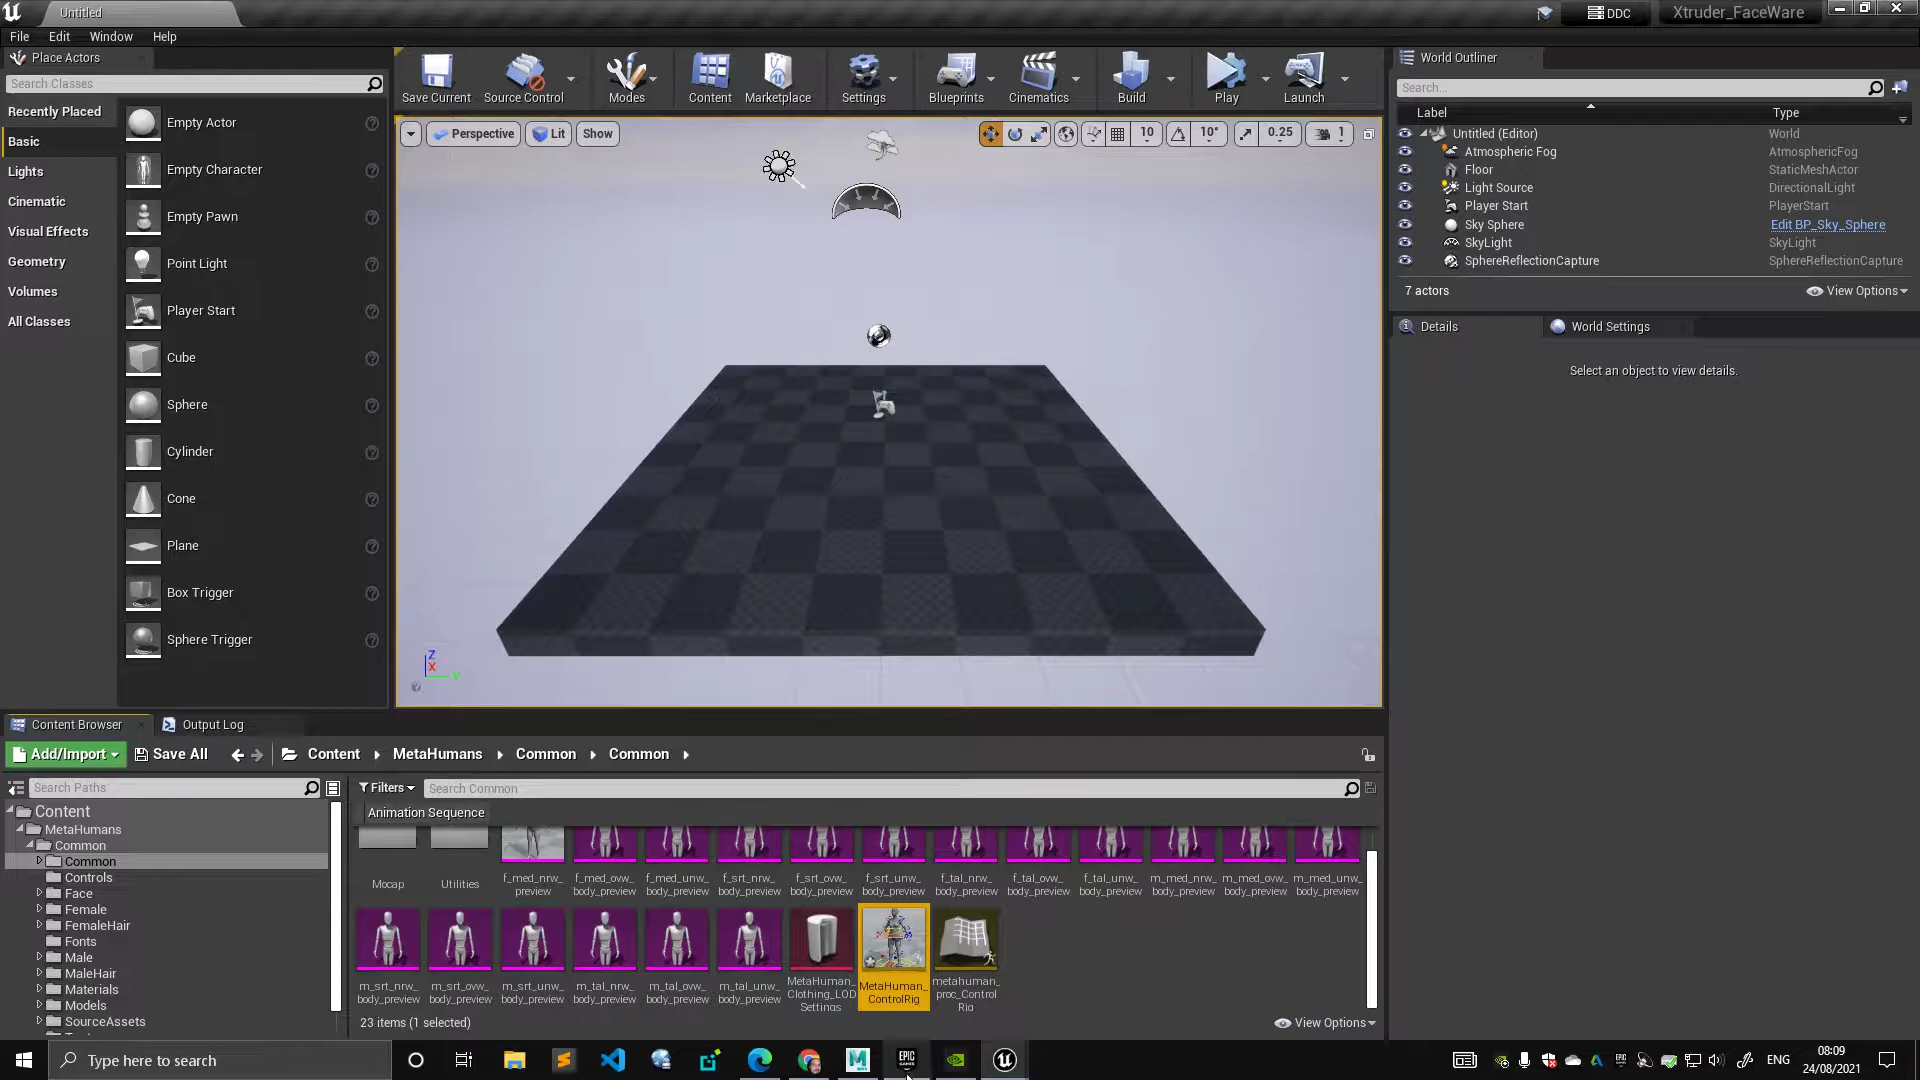 Untitled
DDC
Xtruder_FaceWare
File
Edit
Window
Help
Place Actors
Search Classes
Recently Placed
Basic
Lights
Cinematic
Visual Effects
Geometry
Volumes
All Classes
Empty Actor
Empty Character
Empty Pawn
Point Light
Player Start
Cube
Sphere
Cylinder
Cone
Plane
Box Trigger
Sphere Trigger
Save Current
Source Control
Modes
Content
Marketplace
Settings
Blueprints
Cinematics
Build
Play
Launch
Perspective
Lit
Show
10
10°
0.25
1
Z
X
Y
World Outliner
Search...
Label
Type
Untitled (Editor)
World
Atmospheric Fog
AtmosphericFog
Floor
StaticMeshActor
Light Source
DirectionalLight
Player Start
PlayerStart
Sky Sphere
Edit BP_Sky_Sphere
SkyLight
SkyLight
SphereReflectionCapture
SphereReflectionCapture
7 actors
View Options
Details
World Settings
Select an object to view details.
Content Browser
Output Log
Add/Import
Save All
Content
MetaHumans
Common
Common
Search Paths
Filters
Search Common
Animation Sequence
Content
MetaHumans
Common
Common
Controls
Face
Female
FemaleHair
Fonts
Male
MaleHair
Materials
Models
SourceAssets
Mocap
Utilities
f_med_nrw_
preview
f_med_ovw_
body_preview
f_med_unw_
body_preview
f_srt_nrw_
body_preview
f_srt_ovw_
body_preview
f_srt_unw_
body_preview
f_tal_nrw_
body_preview
f_tal_ovw_
body_preview
f_tal_unw_
body_preview
m_med_nrw_
body_preview
m_med_ovw_
body_preview
m_med_unw_
body_preview
m_srt_nrw_
body_preview
m_srt_ovw_
body_preview
m_srt_unw_
body_preview
m_tal_nrw_
body_preview
m_tal_ovw_
body_preview
m_tal_unw_
body_preview
MetaHuman_
Clothing_LOD
Settings
MetaHuman_
ControlRig
metahuman_
proc_Control
Rig
23 items (1 selected)
View Options
Type here to search
EPIC
GAMES
ENG
08:09
24/08/2021